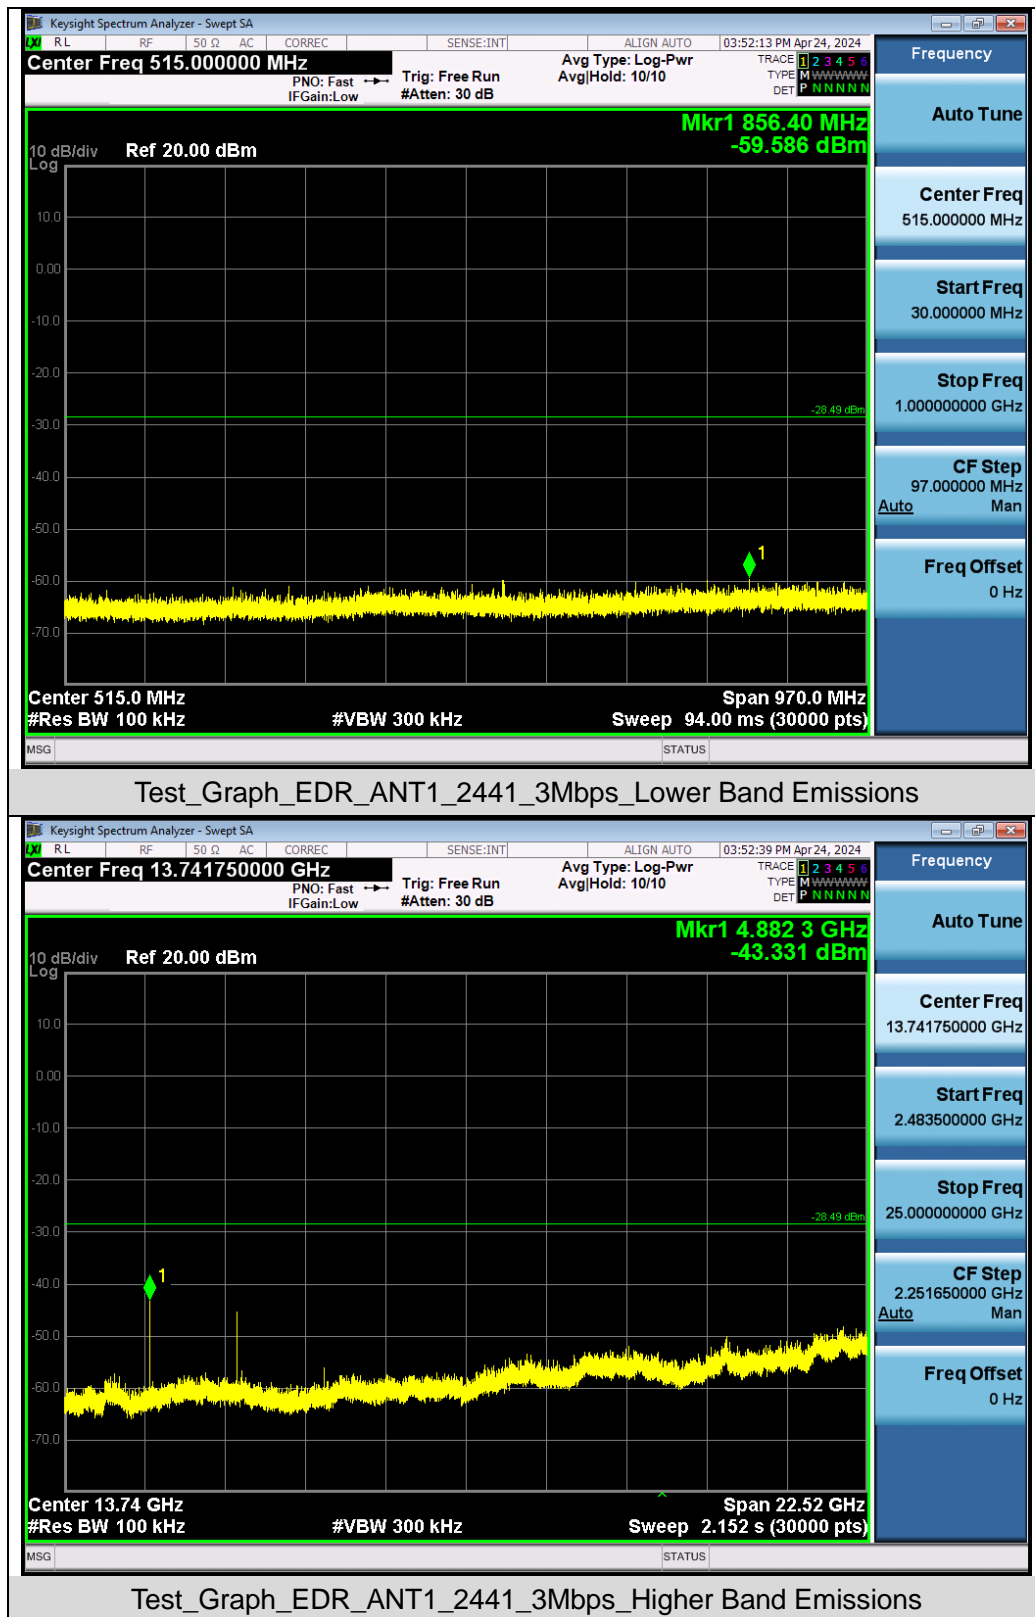 Keysight Spectrum Analyzer - Swept SA
LXI RL RF 50 Ω AC CORREC SENSE:INT ALIGN AUTO 03:52:13 PM Apr 24, 2024
Center Freq 515.000000 MHz
PNO: Fast
IFGain:Low
Trig: Free Run
#Atten: 30 dB
Avg Type: Log-Pwr
Avg|Hold: 10/10
TRACE 1 2 3 4 5 6
TYPE M WWWWW
DET P N N N N N
Mkr1 856.40 MHz
-59.586 dBm
10 dB/div Ref 20.00 dBm
Log
10.0
0.00
-10.0
-20.0
-28.49 dBm
-30.0
-40.0
-50.0
1
-60.0
-70.0
Center 515.0 MHz Span 970.0 MHz
#Res BW 100 kHz #VBW 300 kHz Sweep 94.00 ms (30000 pts)
MSG STATUS
Frequency
Auto Tune
Center Freq
515.000000 MHz
Start Freq
30.000000 MHz
Stop Freq
1.000000000 GHz
CF Step
97.000000 MHz
Auto Man
Freq Offset
0 Hz
Test_Graph_EDR_ANT1_2441_3Mbps_Lower Band Emissions
Keysight Spectrum Analyzer - Swept SA
LXI RL RF 50 Ω AC CORREC SENSE:INT ALIGN AUTO 03:52:39 PM Apr 24, 2024
Center Freq 13.741750000 GHz
PNO: Fast
IFGain:Low
Trig: Free Run
#Atten: 30 dB
Avg Type: Log-Pwr
Avg|Hold: 10/10
TRACE 1 2 3 4 5 6
TYPE M WWWWW
DET P N N N N N
Mkr1 4.882 3 GHz
-43.331 dBm
10 dB/div Ref 20.00 dBm
Log
10.0
0.00
-10.0
-20.0
-28.49 dBm
-30.0
1
-40.0
-50.0
-60.0
-70.0
Center 13.74 GHz Span 22.52 GHz
#Res BW 100 kHz #VBW 300 kHz Sweep 2.152 s (30000 pts)
MSG STATUS
Frequency
Auto Tune
Center Freq
13.741750000 GHz
Start Freq
2.483500000 GHz
Stop Freq
25.000000000 GHz
CF Step
2.251650000 GHz
Auto Man
Freq Offset
0 Hz
Test_Graph_EDR_ANT1_2441_3Mbps_Higher Band Emissions